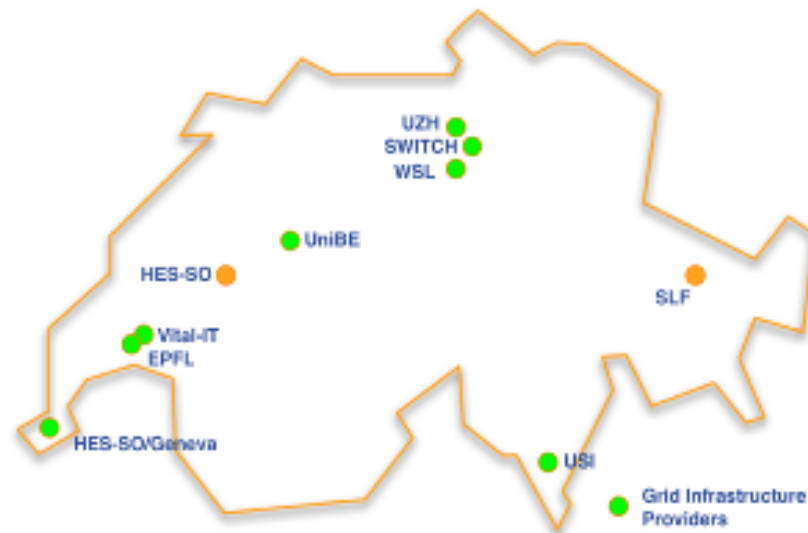 UZH
SWITCH
WSL
UniBE
HES-SO
SLF
Vital-IT
EPFL
HES-SO/Geneva
USI
Grid Infrastructure
Providers